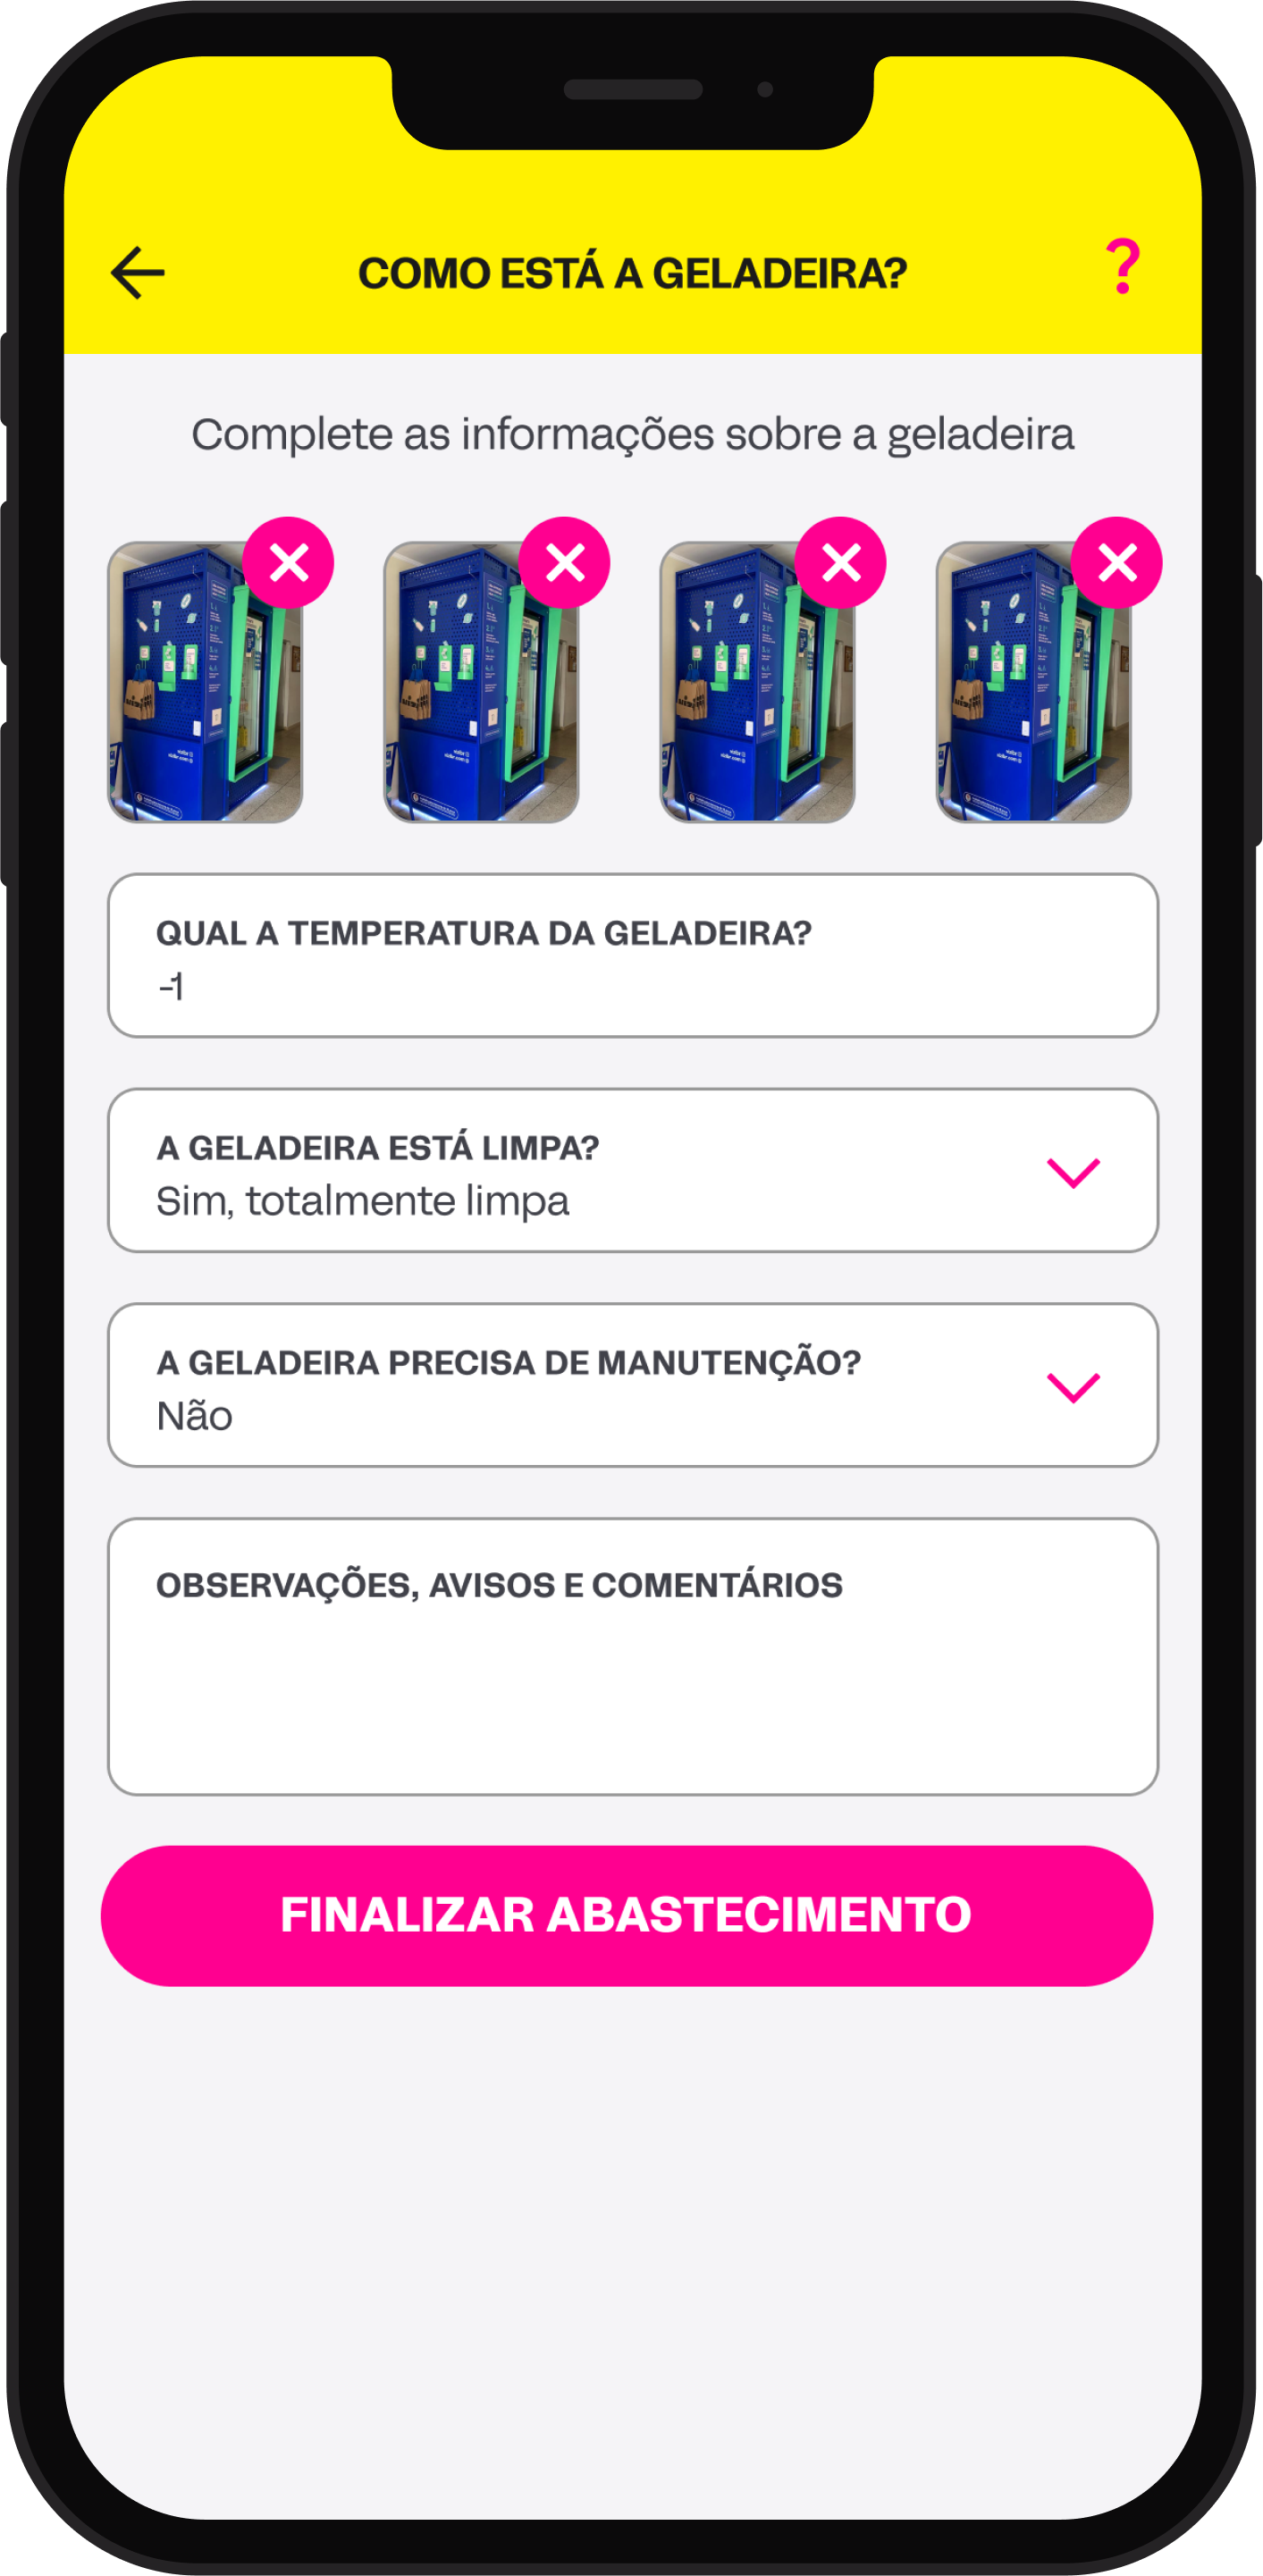 COMO ESTÁ A GELADEIRA?
?
Complete as informações sobre a geladeira
QUAL A TEMPERATURA DA GELADEIRA?
-1
A GELADEIRA ESTÁ LIMPA?
Sim, totalmente limpa
A GELADEIRA PRECISA DE MANUTENÇÃO?
Não
OBSERVAÇÕES, AVISOS E COMENTÁRIOS
FINALIZAR ABASTECIMENTO